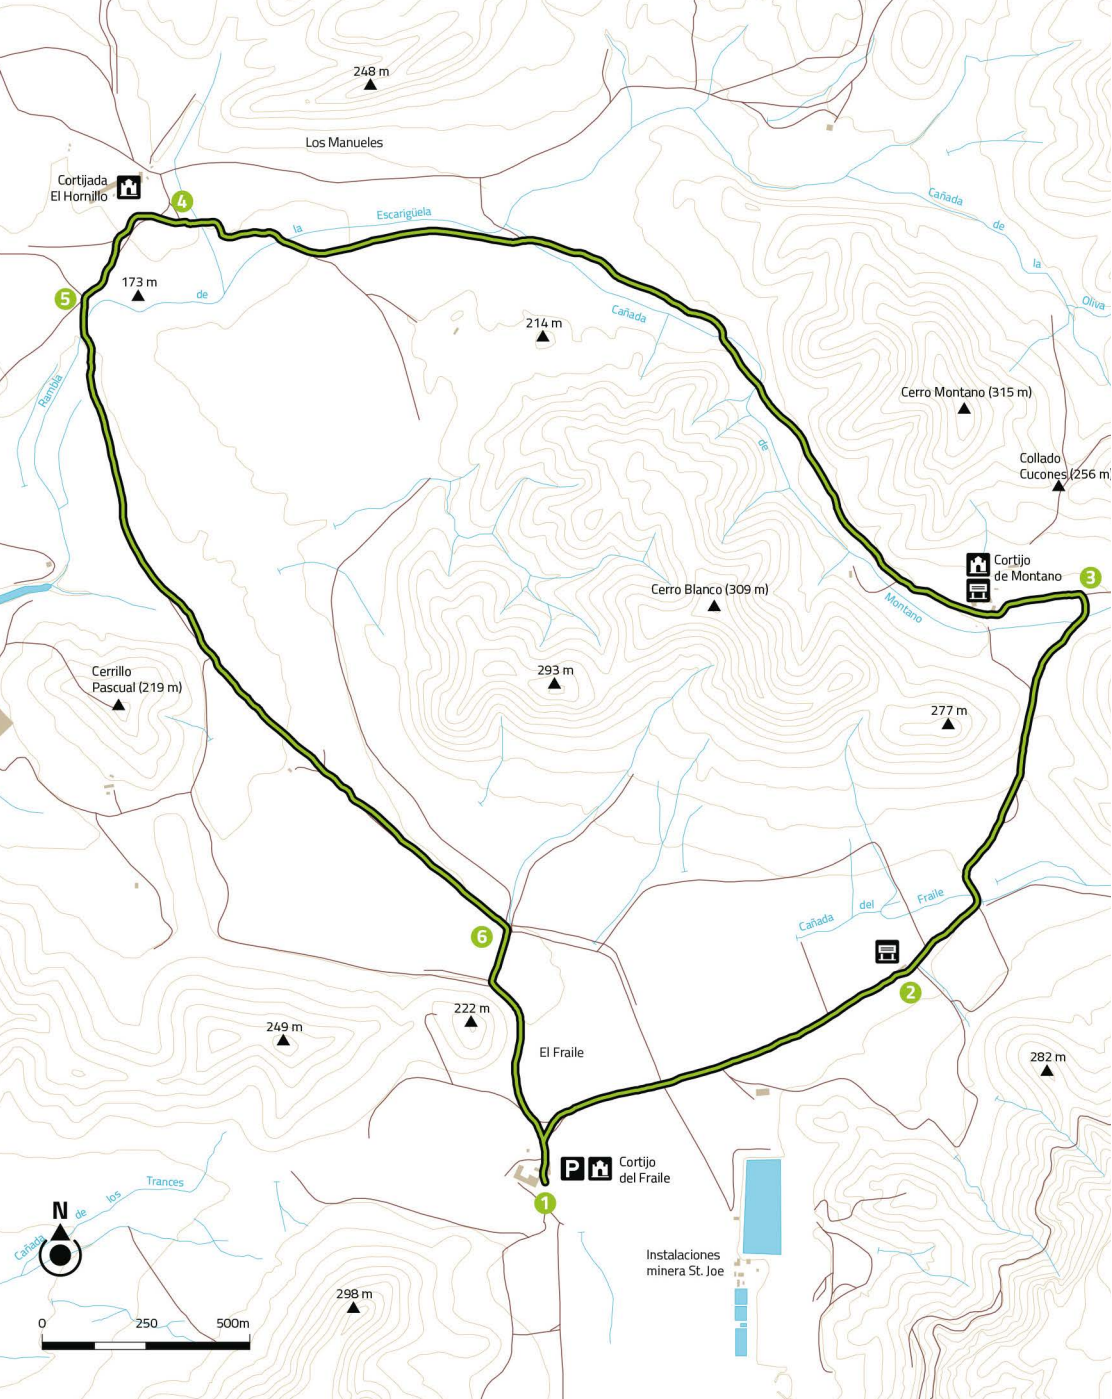 248 m
Los Manueles
Cortijada
El Hornillo
4
Escarigüela
la
Cañada
de
la
Oliva
173 m
5
de
Cañada
214 m
Rambla
Cerro Montano (315 m)
de
Collado
Cucones (256 m)
Cortijo
de Montano
3
Cerro Blanco (309 m)
Montano
Cerrillo
Pascual (219 m)
293 m
277 m
Cañada
del
Fraile
6
2
222 m
249 m
El Fraile
282 m
P
Cortijo
del Fraile
1
Cañada
de
los
Trances
N
Instalaciones
minera St. Joe
298 m
0
250
500m